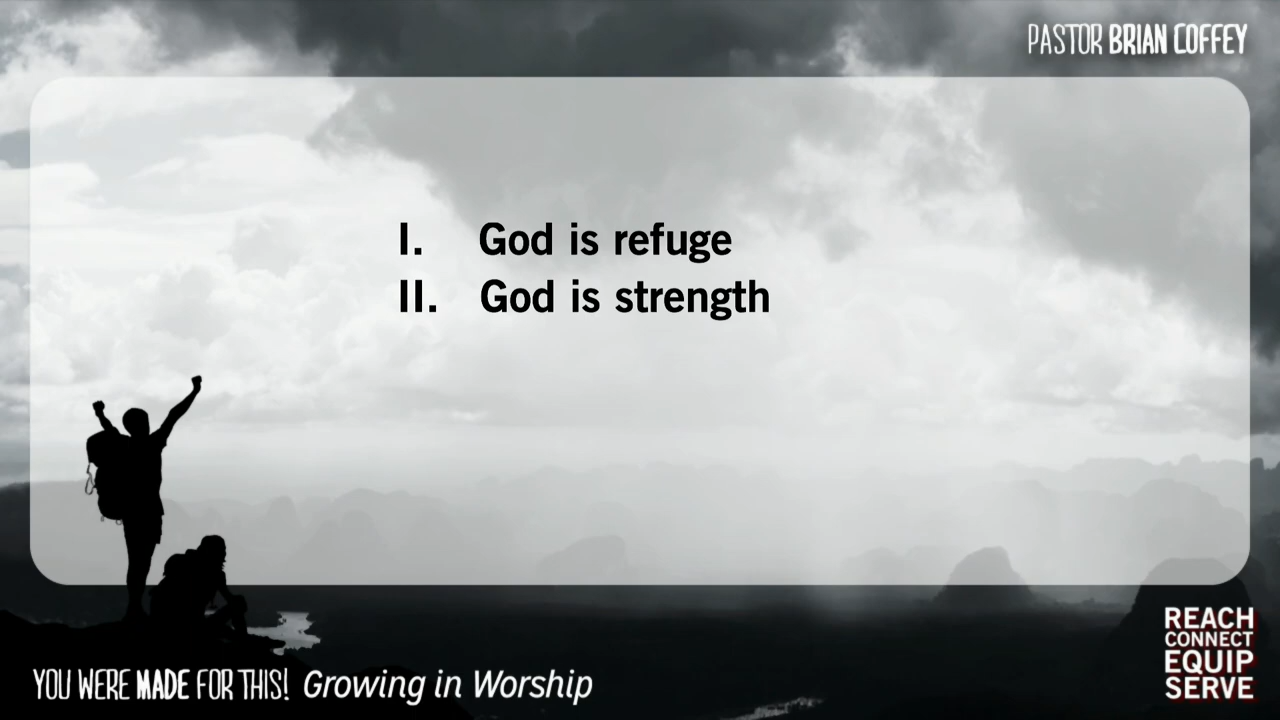 PASTOR BRIAN COFFEY
I. God is refuge
II. God is strength
YOU WERE MADE FOR THIS! Growing in Worship
REACH
CONNECT
EQUIP
SERVE